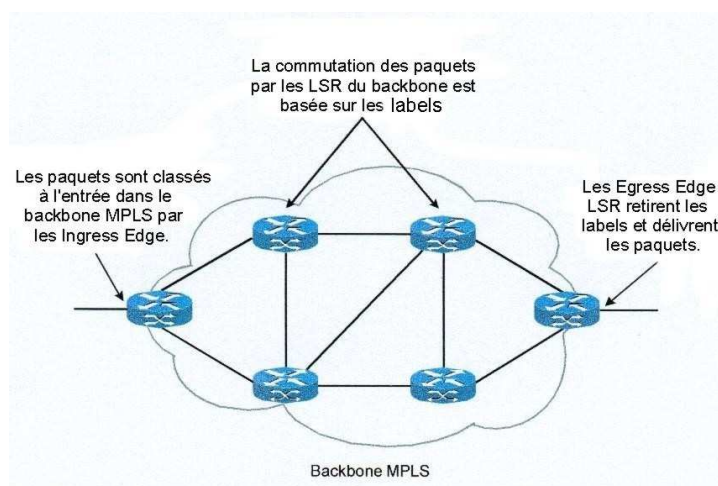 La commutation des paquets
par les LSR du backbone est
basée sur les labels
Les paquets sont classés
à l'entrée dans le
backbone MPLS par
les Ingress Edge.
Les Egress Edge
LSR retirent les
labels et délivrent
les paquets.
Backbone MPLS